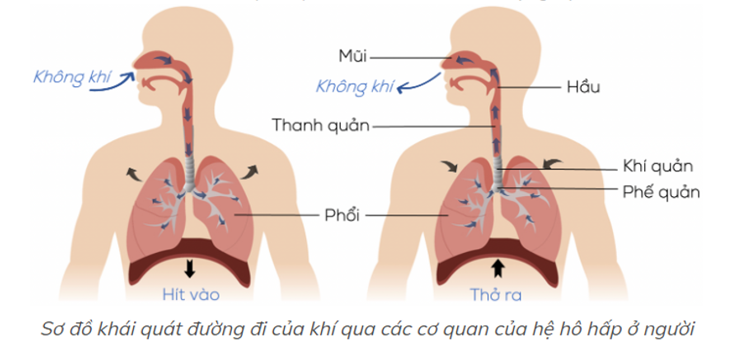 Mũi
Không khí
Không khí
Hầu
Thanh quản
Khí quản
Phế quản
Phổi
Hít vào
Thở ra
Sơ đồ khái quát đường đi của khí qua các cơ quan của hệ hô hấp ở người